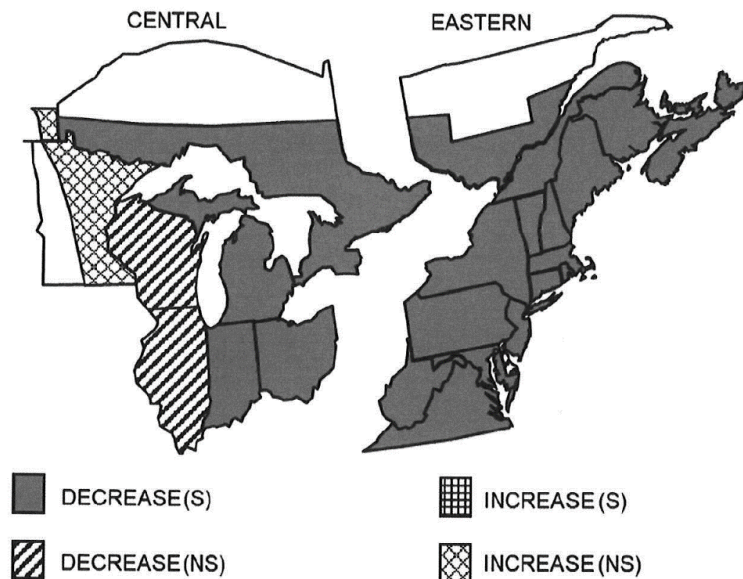 CENTRAL
EASTERN
DECREASE(S)
INCREASE(S)
DECREASE(NS)
INCREASE(NS)